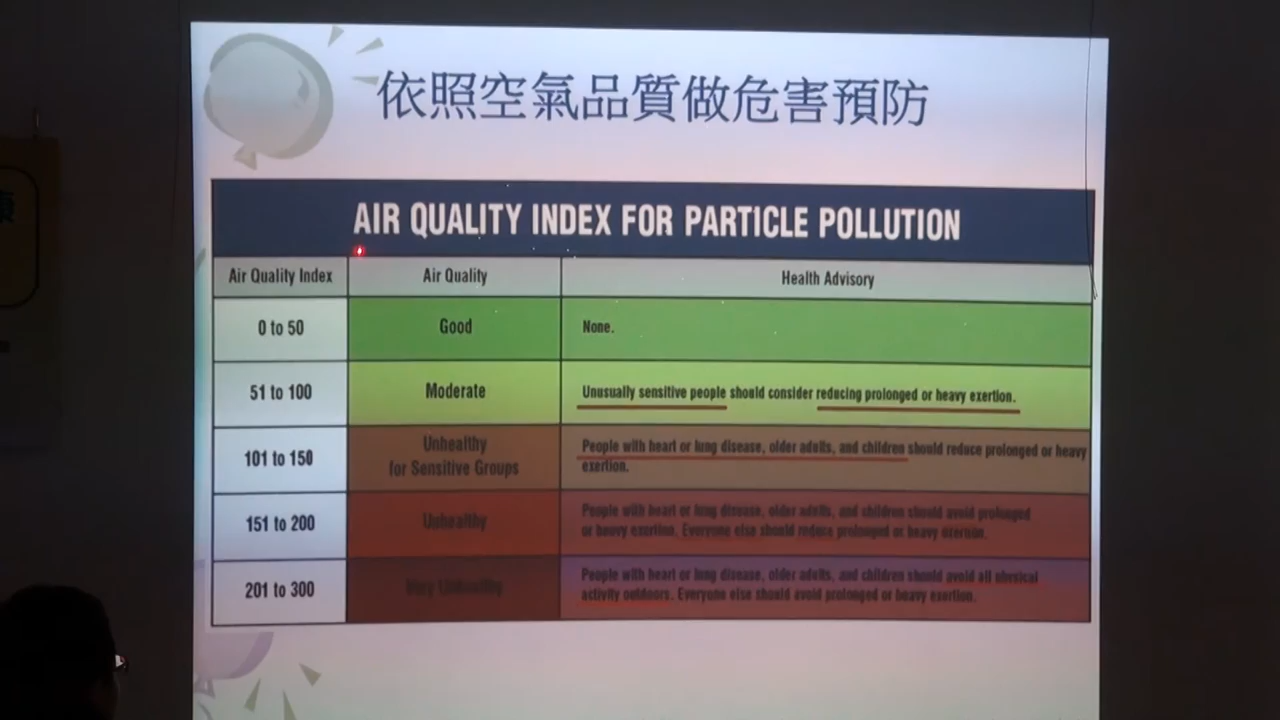 依照空氣品質做危害預防
AIR QUALITY INDEX FOR PARTICLE POLLUTION
Air Quality Index
Air Quality
Health Advisory
0 to 50
Good
None.
51 to 100
Moderate
Unusually sensitive people should consider reducing prolonged or heavy exertion.
101 to 150
Unhealthy
for Sensitive Groups
People with heart or lung disease, older adults, and children should reduce prolonged or heavy
exertion.
151 to 200
Unhealthy
People with heart or lung disease, older adults, and children should avoid prolonged
or heavy exertion. Everyone else should reduce prolonged or heavy exertion.
201 to 300
Very Unhealthy
People with heart or lung disease, older adults, and children should avoid all physical
activity outdoors. Everyone else should avoid prolonged or heavy exertion.